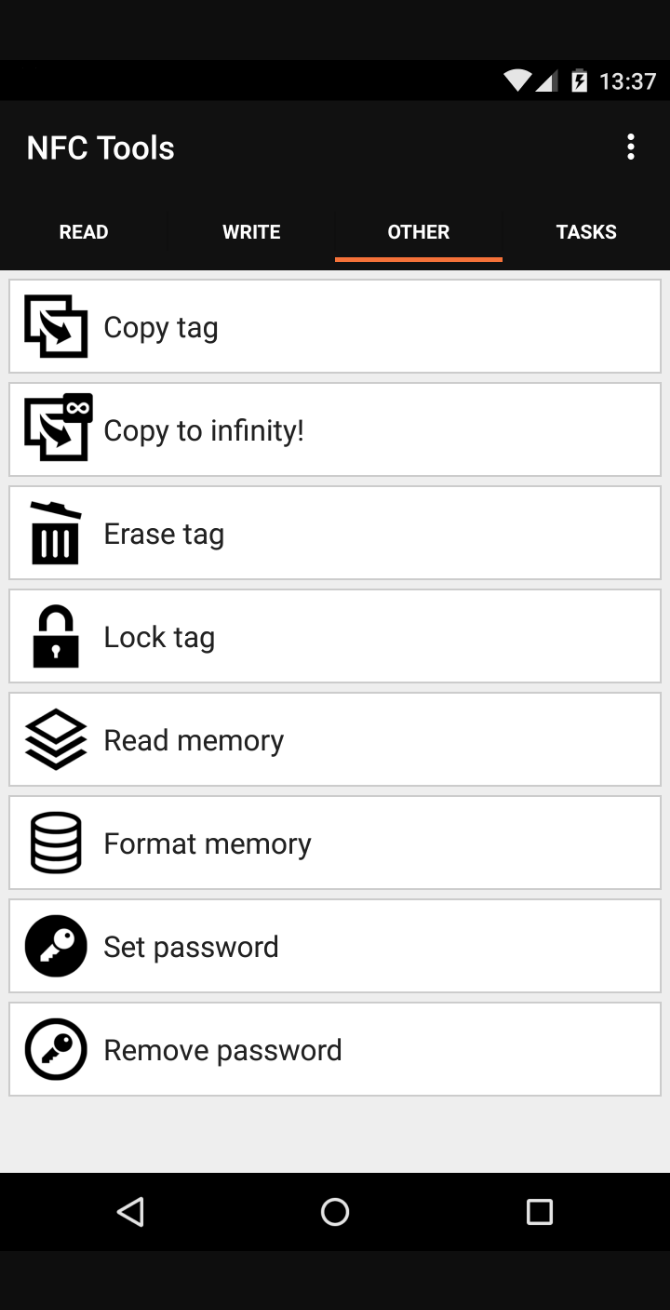 13:37
NFC Tools
READ WRITE OTHER TASKS
Copy tag
Copy to infinity!
Erase tag
Lock tag
Read memory
Format memory
Set password
Remove password